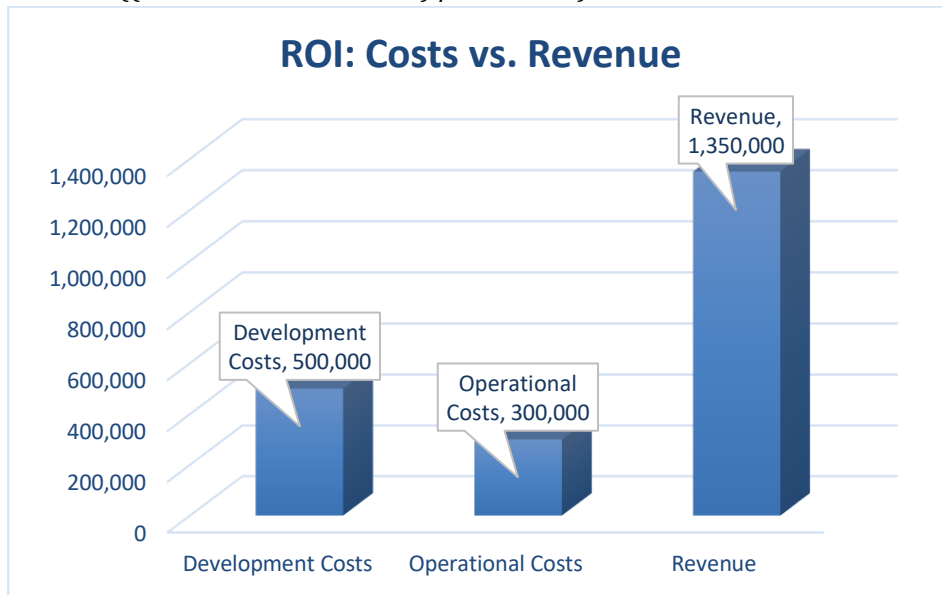 ROI: Costs vs. Revenue
Revenue,
1,350,000
1,400,000
1,200,000
1,000,000
800,000
Development
Costs, 500,000
600,000
Operational
Costs, 300,000
400,000
200,000
0
Development Costs
Operational Costs
Revenue